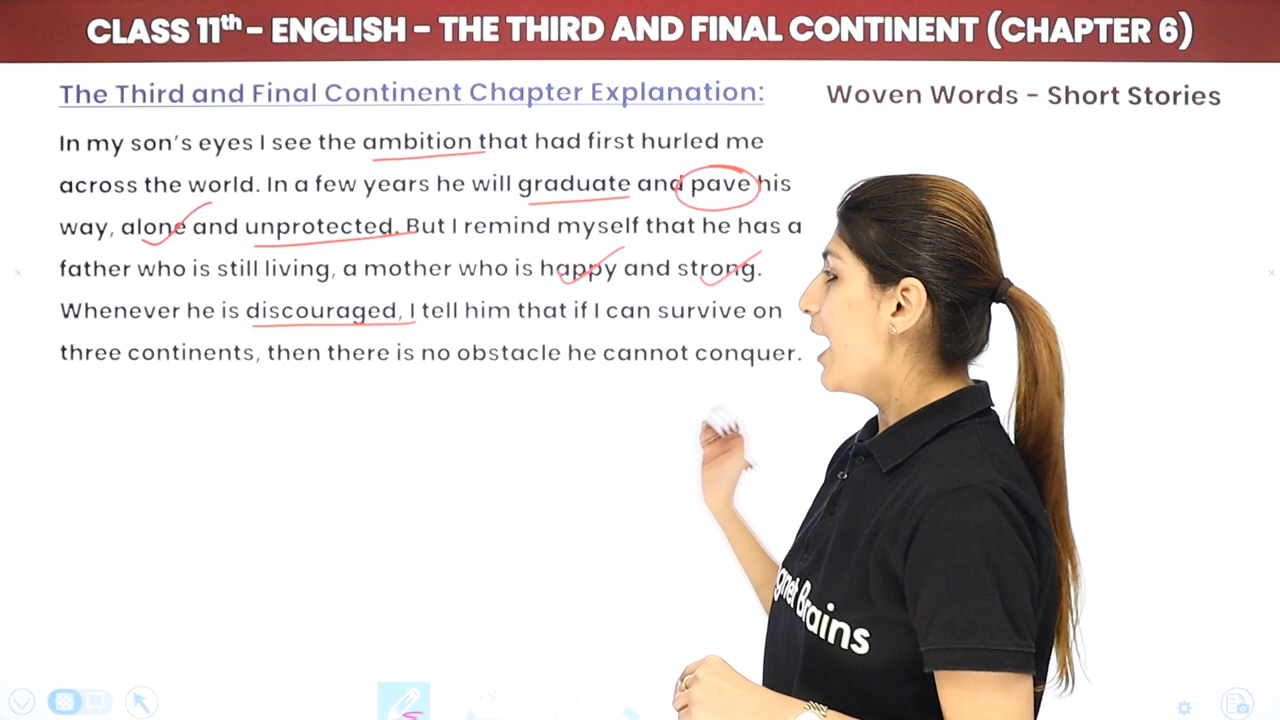 CLASS 11th - ENGLISH - THE THIRD AND FINAL CONTINENT (CHAPTER 6)
The Third and Final Continent Chapter Explanation:
Woven Words - Short Stories
In my son's eyes I see the ambition that had first hurled me
across the world. In a few years he will graduate and pave his
way, alone and unprotected. But I remind myself that he has a
father who is still living, a mother who is happy and strong.
Whenever he is discouraged, I tell him that if I can survive on
three continents, then there is no obstacle he cannot conquer.
gnet Brains